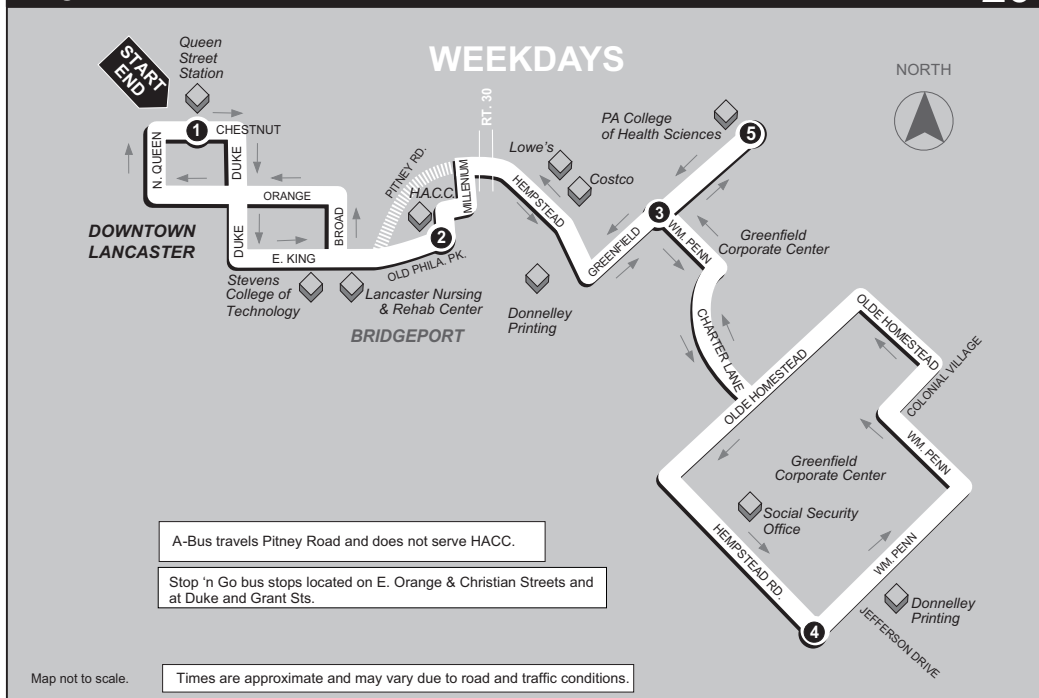 WEEKDAYS
START
END
Queen
Street
Station
1
CHESTNUT
N. QUEEN
DUKE
ORANGE
DUKE
BROAD
E. KING
DOWNTOWN
LANCASTER
Stevens
College of
Technology
Lancaster Nursing
& Rehab Center
BRIDGEPORT
PITNEY RD.
H.A.C.C.
2
OLD PHILA. PK.
MILLENIUM
RT. 30
HEMPSTEAD
Lowe's
Costco
Donnelley
Printing
GREENFIELD
PA College
of Health Sciences
5
3
WM. PENN
Greenfield
Corporate Center
NORTH
CHARTER LANE
OLDE HOMESTEAD
OLDE HOMESTEAD
COLONIAL VILLAGE
WM. PENN
Greenfield
Corporate Center
Social Security
Office
HEMPSTEAD RD.
WM. PENN
4
Donnelley
Printing
JEFFERSON DRIVE
A-Bus travels Pitney Road and does not serve HACC.
Stop 'n Go bus stops located on E. Orange & Christian Streets and
at Duke and Grant Sts.
Map not to scale.
Times are approximate and may vary due to road and traffic conditions.